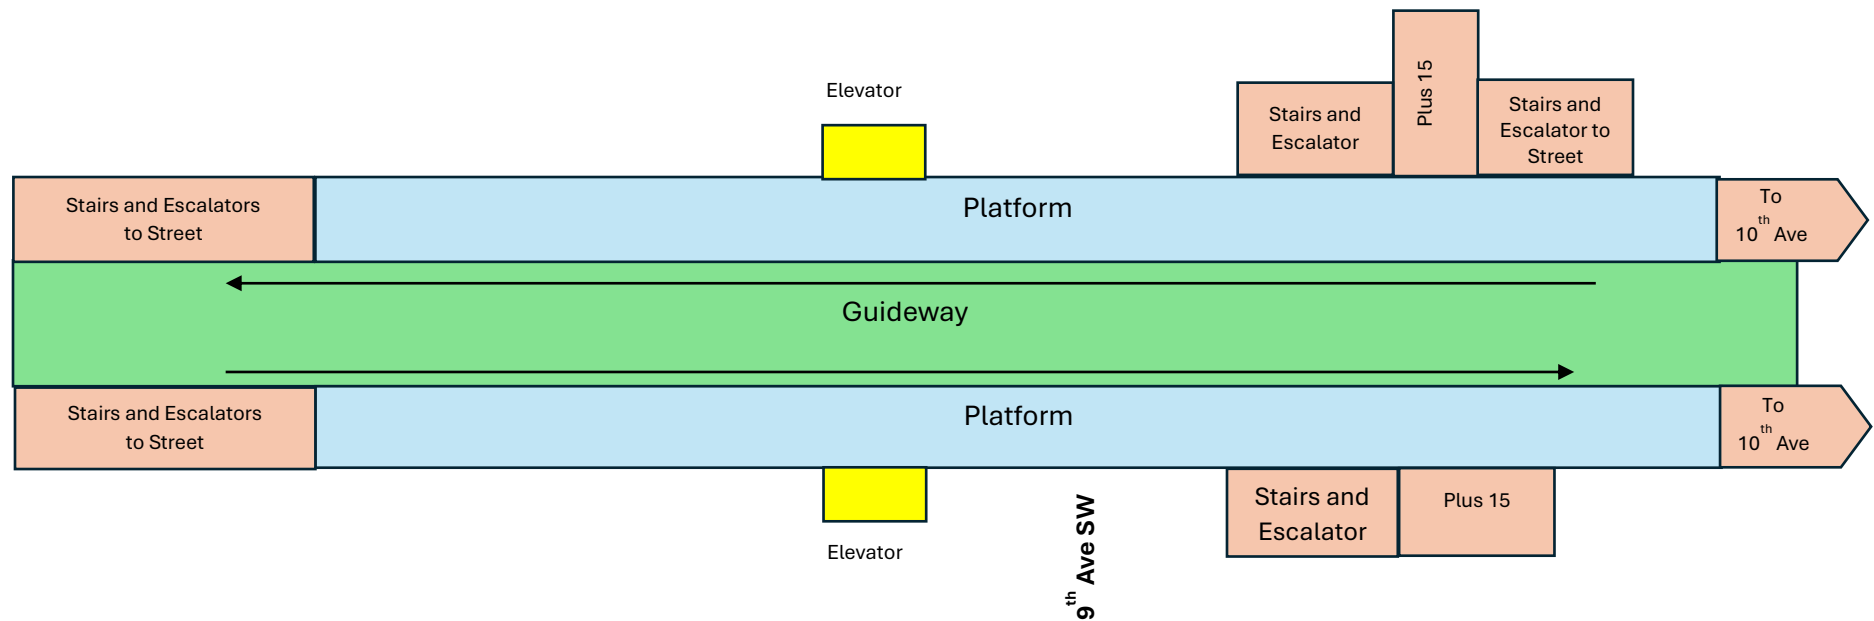 Elevator
Plus 15
Stairs and
Escalator
Stairs and
Escalator to
Street
Stairs and Escalators
to Street
Platform
To
10th Ave
Guideway
Stairs and Escalators
to Street
Platform
To
10th Ave
Stairs and
Escalator
Plus 15
Elevator
9th Ave SW